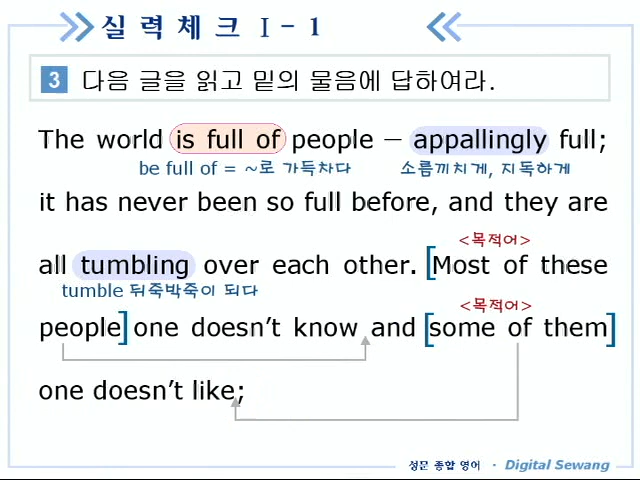 실력체크 I - 1
3 다음 글을 읽고 밑의 물음에 답하여라.
The world is full of people – appallingly full;
be full of = ~로 가득차다 소름끼치게, 지독하게
it has never been so full before, and they are
<목적어>
all tumbling over each other. [Most of these
tumble 뒤죽박죽이 되다 <목적어>
people] one doesn't know and [some of them]
one doesn't like;
성문 종합 영어 · Digital Sewang